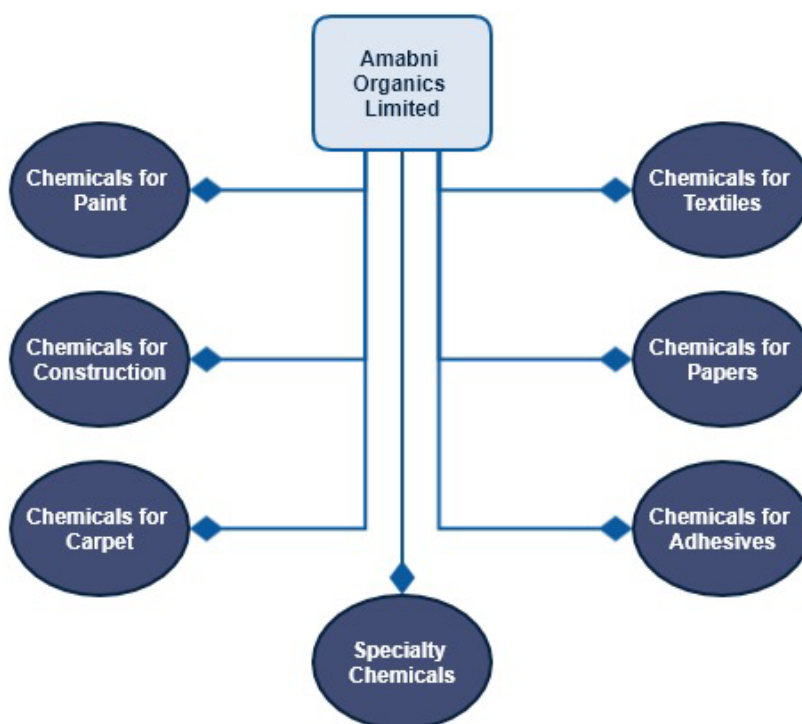 Amabni
Organics
Limited
Chemicals for
Paint
Chemicals for
Textiles
Chemicals for
Construction
Chemicals for
Papers
Chemicals for
Carpet
Chemicals for
Adhesives
Specialty
Chemicals